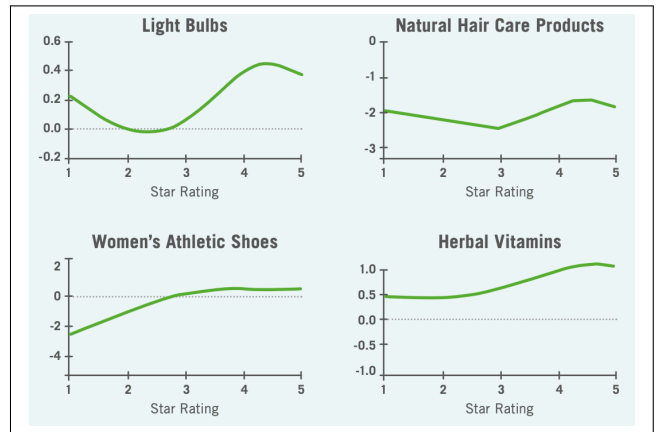 Light Bulbs
0.6
0.4
0.2
0.0
-0.2
1 2 3 4 5
Star Rating
Natural Hair Care Products
0
-1
-2
-3
1 2 3 4 5
Star Rating
Women's Athletic Shoes
2
0
-2
-4
1 2 3 4 5
Star Rating
Herbal Vitamins
1.0
0.5
0.0
-0.5
-1.0
1 2 3 4 5
Star Rating